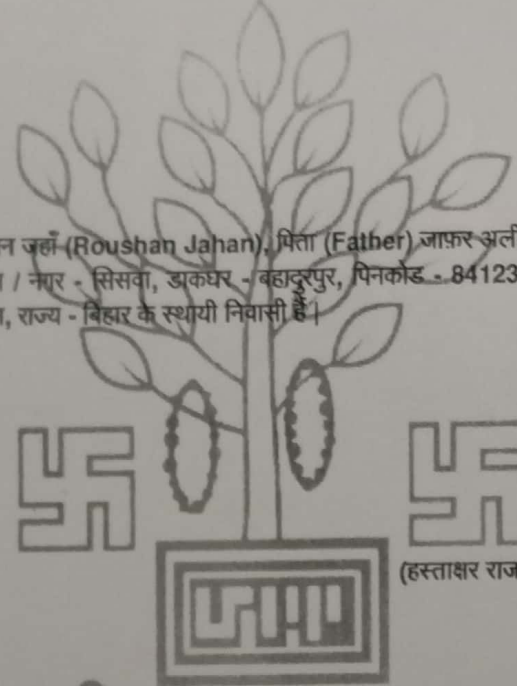 न जहाँ (Roushan Jahan), पिता (Father) जाफ़र अली
/ नगर - सिसवा, डाकघर - बहादुरपुर, पिनकोड - 84123
, राज्य - बिहार के स्थायी निवासी हैं |
(हस्ताक्षर राज